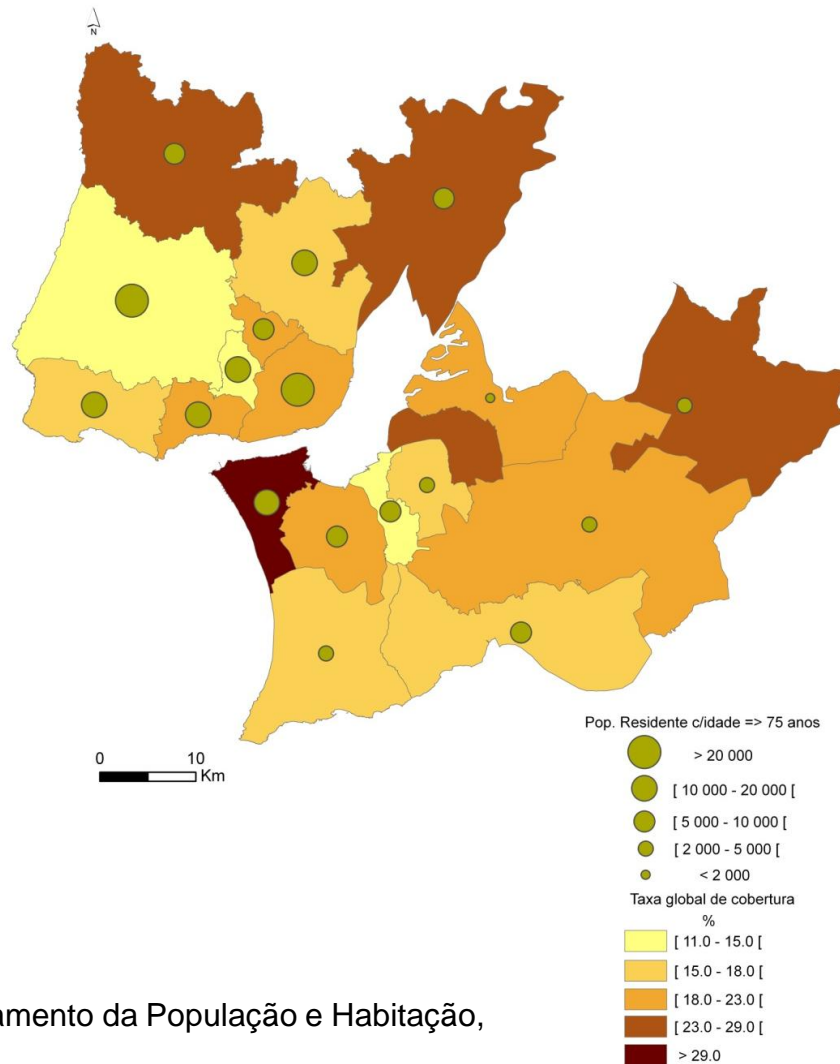 N
0 10
Km
Pop. Residente c/idade => 75 anos
> 20 000
[ 10 000 - 20 000 [
[ 5 000 - 10 000 [
[ 2 000 - 5 000 [
< 2 000
Taxa global de cobertura
%
[ 11.0 - 15.0 [
[ 15.0 - 18.0 [
[ 18.0 - 23.0 [
[ 23.0 - 29.0 [
> 29.0
amento da População e Habitação,